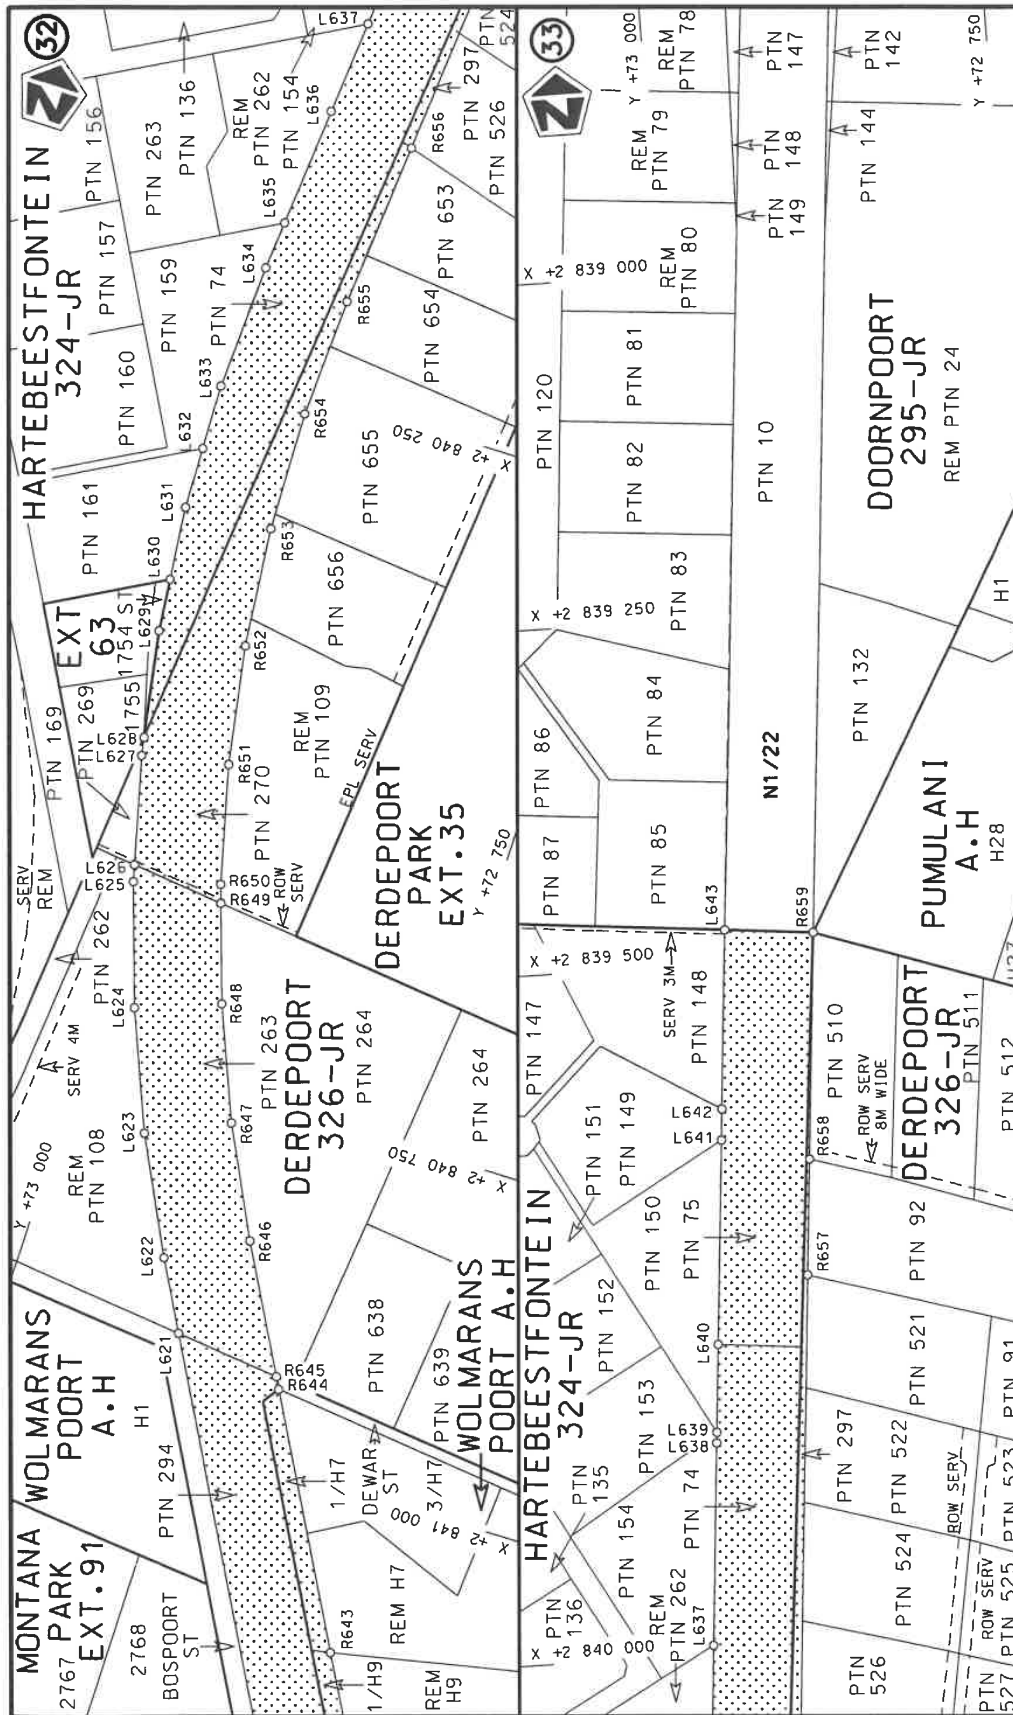 32
HARTEBEESTFONTEIN
324-JR
L637
PTN
524
PTN 297
PTN 526
R656
PTN 156
PTN 263
PTN 136
REM
PTN 262
PTN 154
L636
L635
L634
PTN 157
PTN 159
PTN 74
PTN 653
R655
PTN 654
PTN 160
L633
L632
R654
X +2 840 250
PTN 655
PTN 161
L631
L630
R653
PTN 656
EXT
63
1754 ST
L629
R652
PTN 169
PTN 269
1755
L628
L627
R651
PTN 270
REM
PTN 109
EPL SERV
DERDEPOORT
PARK
EXT.35
Y +72 750
SERV
REM
L626
L625
R650
R649
ROW
SERV
PTN 262
L624
SERV 4M
R648
PTN 263
PTN 264
DERDEPOORT
326-JR
PTN 264
L623
R647
Y +73 000
REM
PTN 108
X +2 840 750
L622
R646
WOLMARANS
POORT
A.H
H1
L621
R645
R644
PTN 638
PTN 639
WOLMARANS
POORT A.H
MONTANA
PARK
EXT.91
2767
2768
BOSPOORT
ST
PTN 294
1/H7
DEWAR
ST
3/H7
X +2 841 000
REM H7
R643
1/H9
REM
H9
33
Y +73 000
REM
PTN 78
PTN
147
PTN
142
Y +72 750
REM
PTN 79
PTN
148
PTN 144
PTN
149
X +2 839 000
REM
PTN 80
PTN 120
PTN 81
PTN 82
PTN 10
DOORNPOORT
295-JR
REM PTN 24
X +2 839 250
PTN 83
H1
PTN 84
PTN 132
PTN 86
N1/22
PUMULANI
A.H
H28
PTN 87
PTN 85
L643
R659
X +2 839 500
SERV 3M
PTN 148
PTN 147
PTN 510
PTN 511
PTN 512
ROW SERV
8M WIDE
DERDEPOORT
326-JR
PTN 151
PTN 149
L642
L641
R658
HARTEBEESTFONTEIN
324-JR
PTN 150
PTN 75
R657
PTN 92
PTN 152
L640
PTN 521
PTN 91
PTN 153
L639
L638
PTN 297
PTN 522
PTN 523
PTN
135
PTN 154
PTN 74
ROW SERV
PTN 524
ROW SERV
PTN 525
PTN
136
REM
PTN 262
L637
X +2 840 000
PTN
526
PTN
527